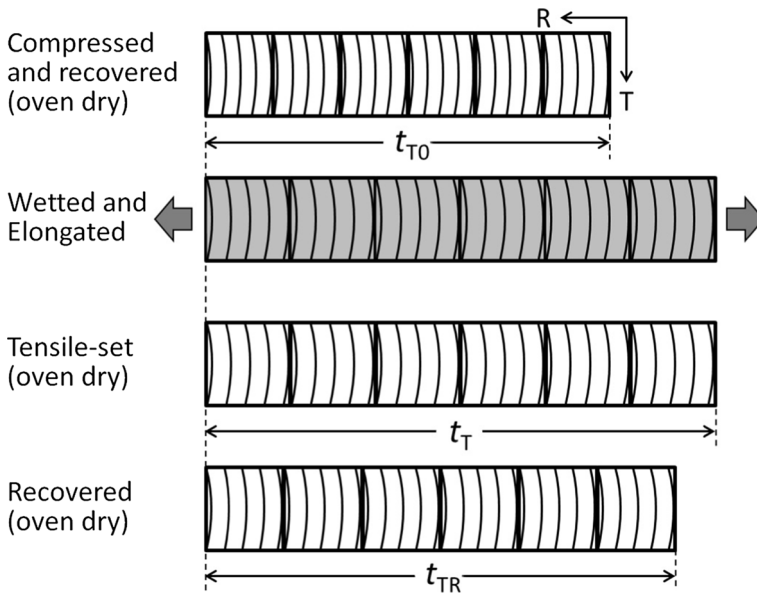 R
Compressed
and recovered
(oven dry)
T
tT0
Wetted and
Elongated
Tensile-set
(oven dry)
tT
Recovered
(oven dry)
tTR